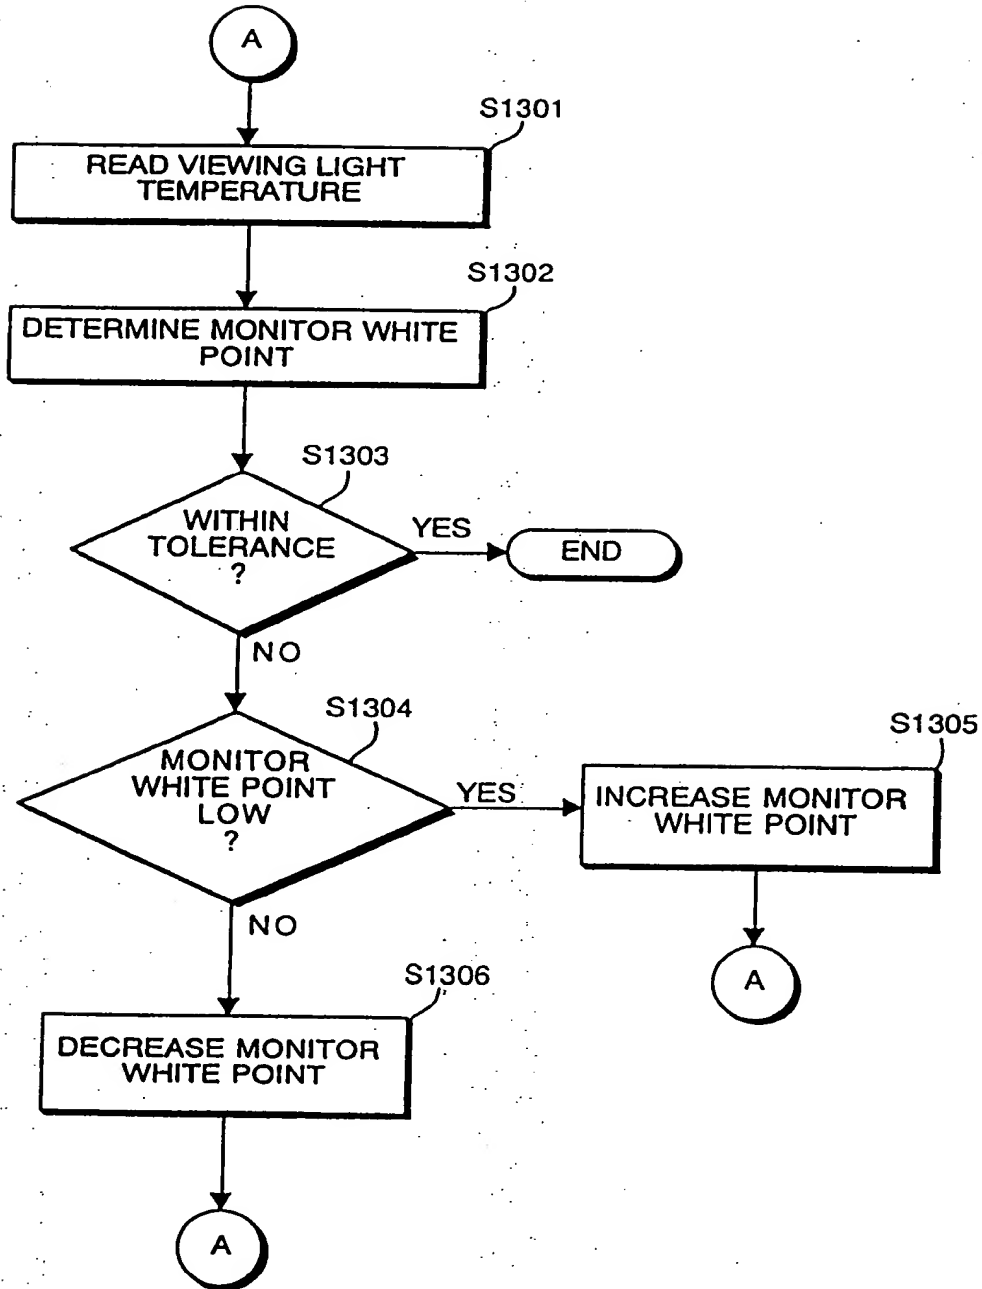 A
S1301
READ VIEWING LIGHT
TEMPERATURE
S1302
DETERMINE MONITOR WHITE
POINT
S1303
WITHIN
TOLERANCE
?
YES
END
NO
S1304
MONITOR
WHITE POINT
LOW
?
YES
S1305
INCREASE MONITOR
WHITE POINT
A
NO
S1306
DECREASE MONITOR
WHITE POINT
A